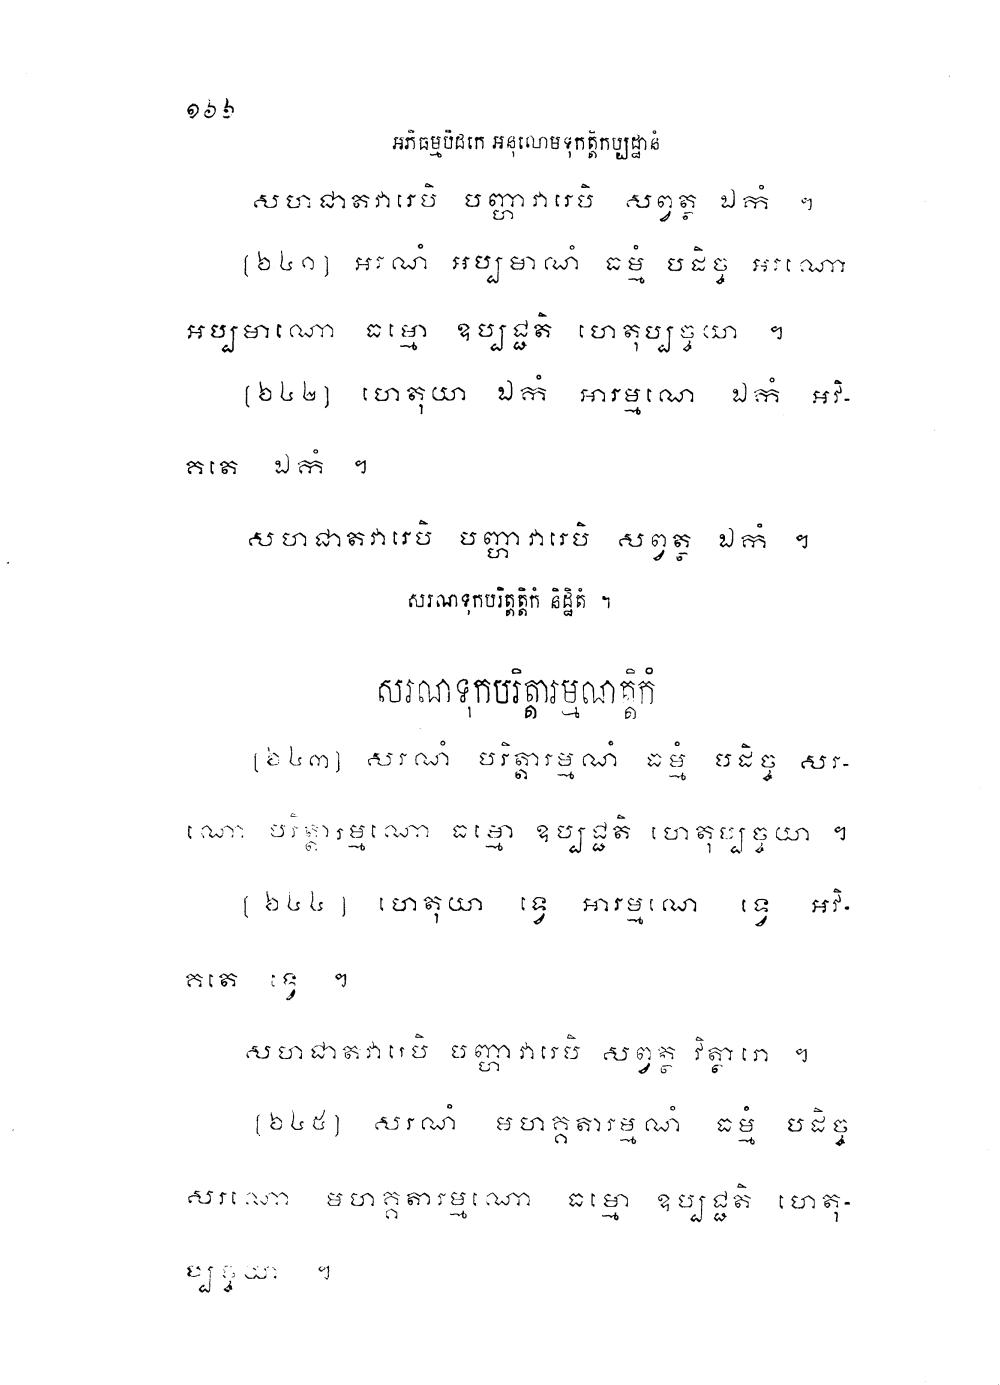 ១៦៦
អភិធម្មបិដកេ អនុលោមទុកត្តិកប្បដ្ឋានំ
សហជាតវារេបិ បញ្ហាវារេបិ សព្វត្ថ ឯកំ ។
(៦៤១) អរណំ អប្បមាណំ ធម្មំ បដិច្ច អរណោ
អប្បមាណោ ធម្មោ ឧប្បជ្ជតិ ហេតុប្បច្ចយា ។
(៦៤២) ហេតុយា ឯកំ អារម្មណេ ឯកំ អវិ-
គតេ ឯកំ ។
សហជាតវារេបិ បញ្ហាវារេបិ សព្វត្ថ ឯកំ ។
សរណទុកបរិត្តត្តិកំ និដ្ឋិតំ ។
សរណទុកបរិត្តារម្មណត្តិកំ
(៦៤៣) សរណំ បរិត្តារម្មណំ ធម្មំ បដិច្ច សរ-
ណោ បរិត្តារម្មណោ ធម្មោ ឧប្បជ្ជតិ ហេតុប្បច្ចយា ។
(៦៤៤) ហេតុយា ទ្វេ អារម្មណេ ទ្វេ អវិ-
គតេ ទ្វេ ។
សហជាតវារេបិ បញ្ហាវារេបិ សព្វត្ថ វិត្ថារោ ។
(៦៤៥) សរណំ មហគ្គតារម្មណំ ធម្មំ បដិច្ច
សរណោ មហគ្គតារម្មណោ ធម្មោ ឧប្បជ្ជតិ ហេតុ-
ប្បច្ចយា ។